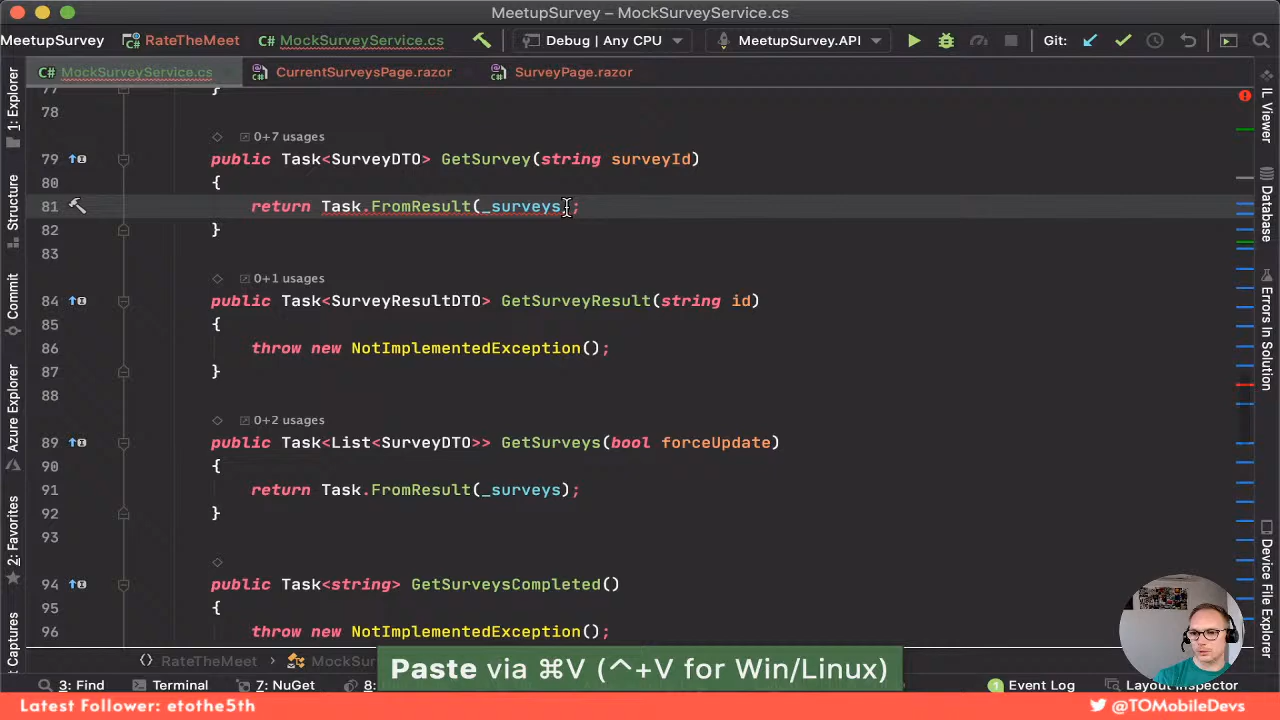 MeetupSurvey – MockSurveyService.cs
MeetupSurvey RateTheMeet C# MockSurveyService.cs Debug | Any CPU MeetupSurvey.API Git:
C# MockSurveyService.cs CurrentSurveysPage.razor SurveyPage.razor
77 }
78
0+7 usages
79 public Task<SurveyDTO> GetSurvey(string surveyId)
80 {
81 return Task.FromResult(_surveys);
82 }
83
0+1 usages
84 public Task<SurveyResultDTO> GetSurveyResult(string id)
85 {
86 throw new NotImplementedException();
87 }
88
0+2 usages
89 public Task<List<SurveyDTO>> GetSurveys(bool forceUpdate)
90 {
91 return Task.FromResult(_surveys);
92 }
93
94 public Task<string> GetSurveysCompleted()
95 {
96 throw new NotImplementedException();
1: Explorer
Structure
Commit
Azure Explorer
2: Favorites
Captures
IL Viewer
Database
Errors In Solution
Device File Explorer
RateTheMeet › MockSu
Paste via ⌘V (^+V for Win/Linux)
3: Find Terminal 7: NuGet 8: 1 Event Log Layout Inspector
Latest Follower: etothe5th @TOMobileDevs